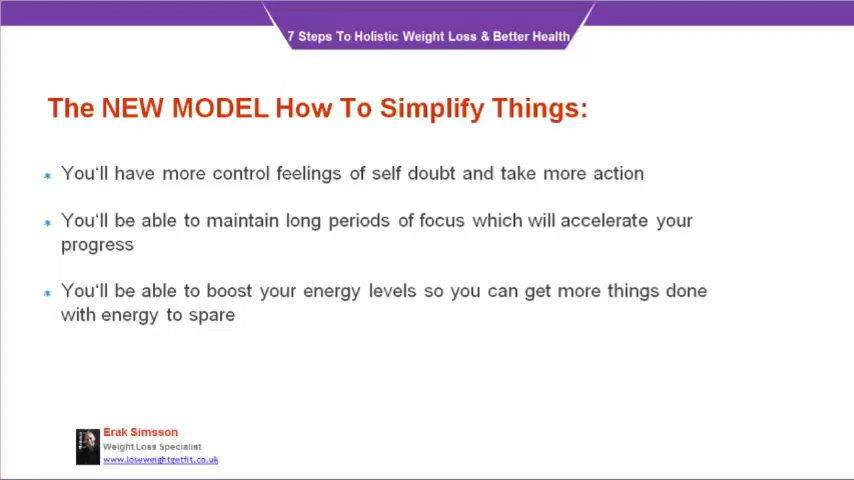 7 Steps To Holistic Weight Loss & Better Health
The NEW MODEL How To Simplify Things:
You'll have more control feelings of self doubt and take more action
You'll be able to maintain long periods of focus which will accelerate your
progress
You'll be able to boost your energy levels so you can get more things done
with energy to spare
Erak Simsson
Weight Loss Specialist
www.loseweightgetfit.co.uk